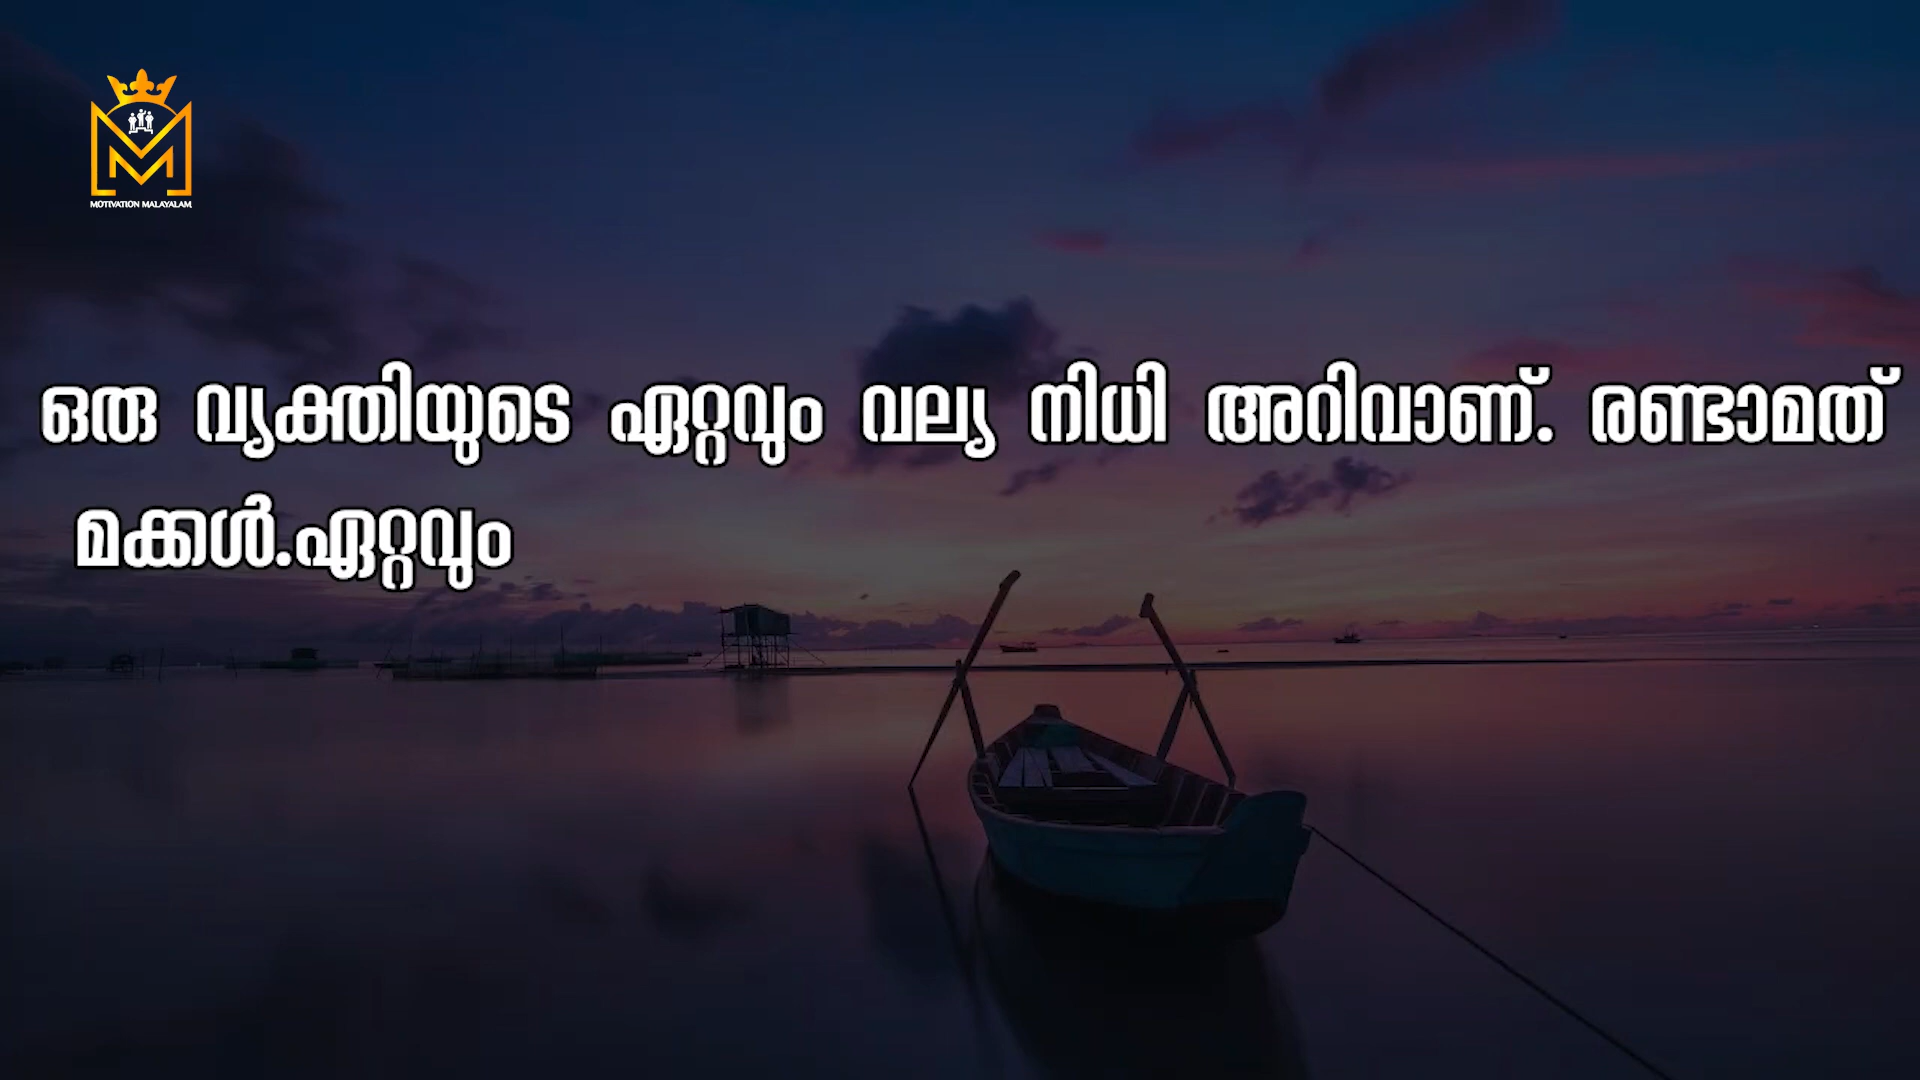 MOTIVATION MALAYALAM
ഒരു വ്യക്തിയുടെ ഏറ്റവും വല്യ നിധി അറിവാണ്. രണ്ടാമത്
മക്കൾ.ഏറ്റവും